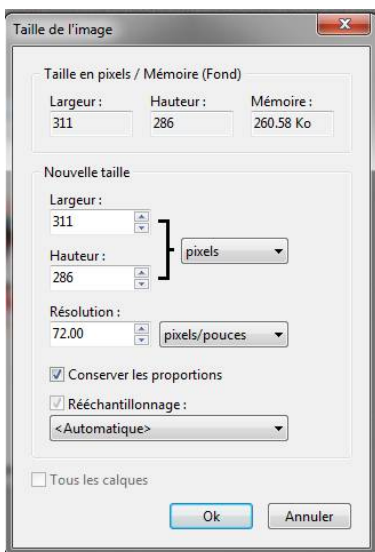 Taille de l'image
Taille en pixels / Mémoire (Fond)
Largeur : Hauteur : Mémoire :
311 286 260.58 Ko
Nouvelle taille
Largeur :
311
pixels
Hauteur :
286
Résolution :
72.00 pixels/pouces
Conserver les proportions
Rééchantillonnage :
<Automatique>
Tous les calques
Ok Annuler